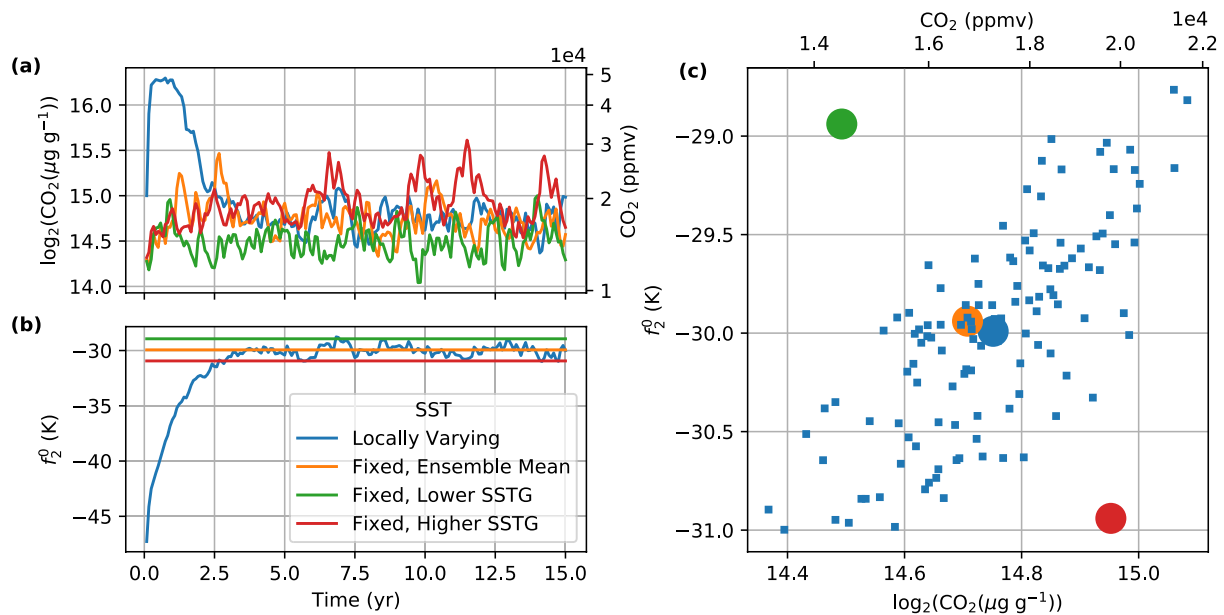 (a)
1e4
16.0
15.5
15.0
14.5
14.0
log₂(CO₂(μg g⁻¹))
5
4
3
2
1
CO₂ (ppmv)
(b)
−30
−35
−40
−45
f₂⁰ (K)
SST
Locally Varying
Fixed, Ensemble Mean
Fixed, Lower SSTG
Fixed, Higher SSTG
0.0 2.5 5.0 7.5 10.0 12.5 15.0
Time (yr)
CO₂ (ppmv)
1e4
1.4 1.6 1.8 2.0 2.2
(c)
−29.0
−29.5
−30.0
−30.5
−31.0
f₂⁰ (K)
14.4 14.6 14.8 15.0
log₂(CO₂(μg g⁻¹))